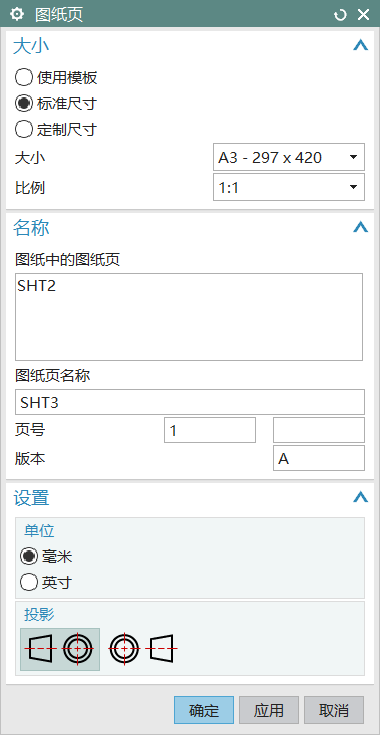 图纸页
大小
使用模板
标准尺寸
定制尺寸
大小 A3 - 297 x 420
比例 1:1
名称
图纸中的图纸页
SHT2
图纸页名称
SHT3
页号 1
版本 A
设置
单位
毫米
英寸
投影
确定 应用 取消